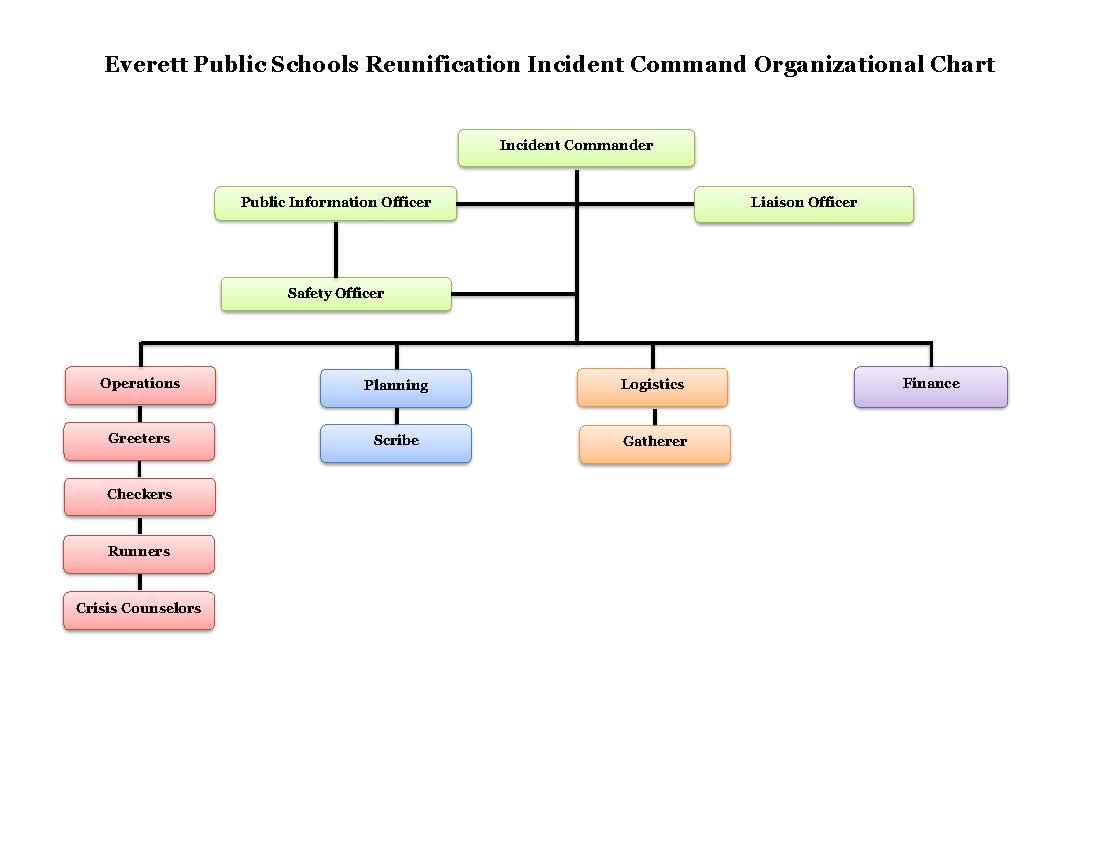 Everett Public Schools Reunification Incident Command Organizational Chart
Incident Commander
Public Information Officer
Liaison Officer
Safety Officer
Operations
Planning
Logistics
Finance
Greeters
Scribe
Gatherer
Checkers
Runners
Crisis Counselors